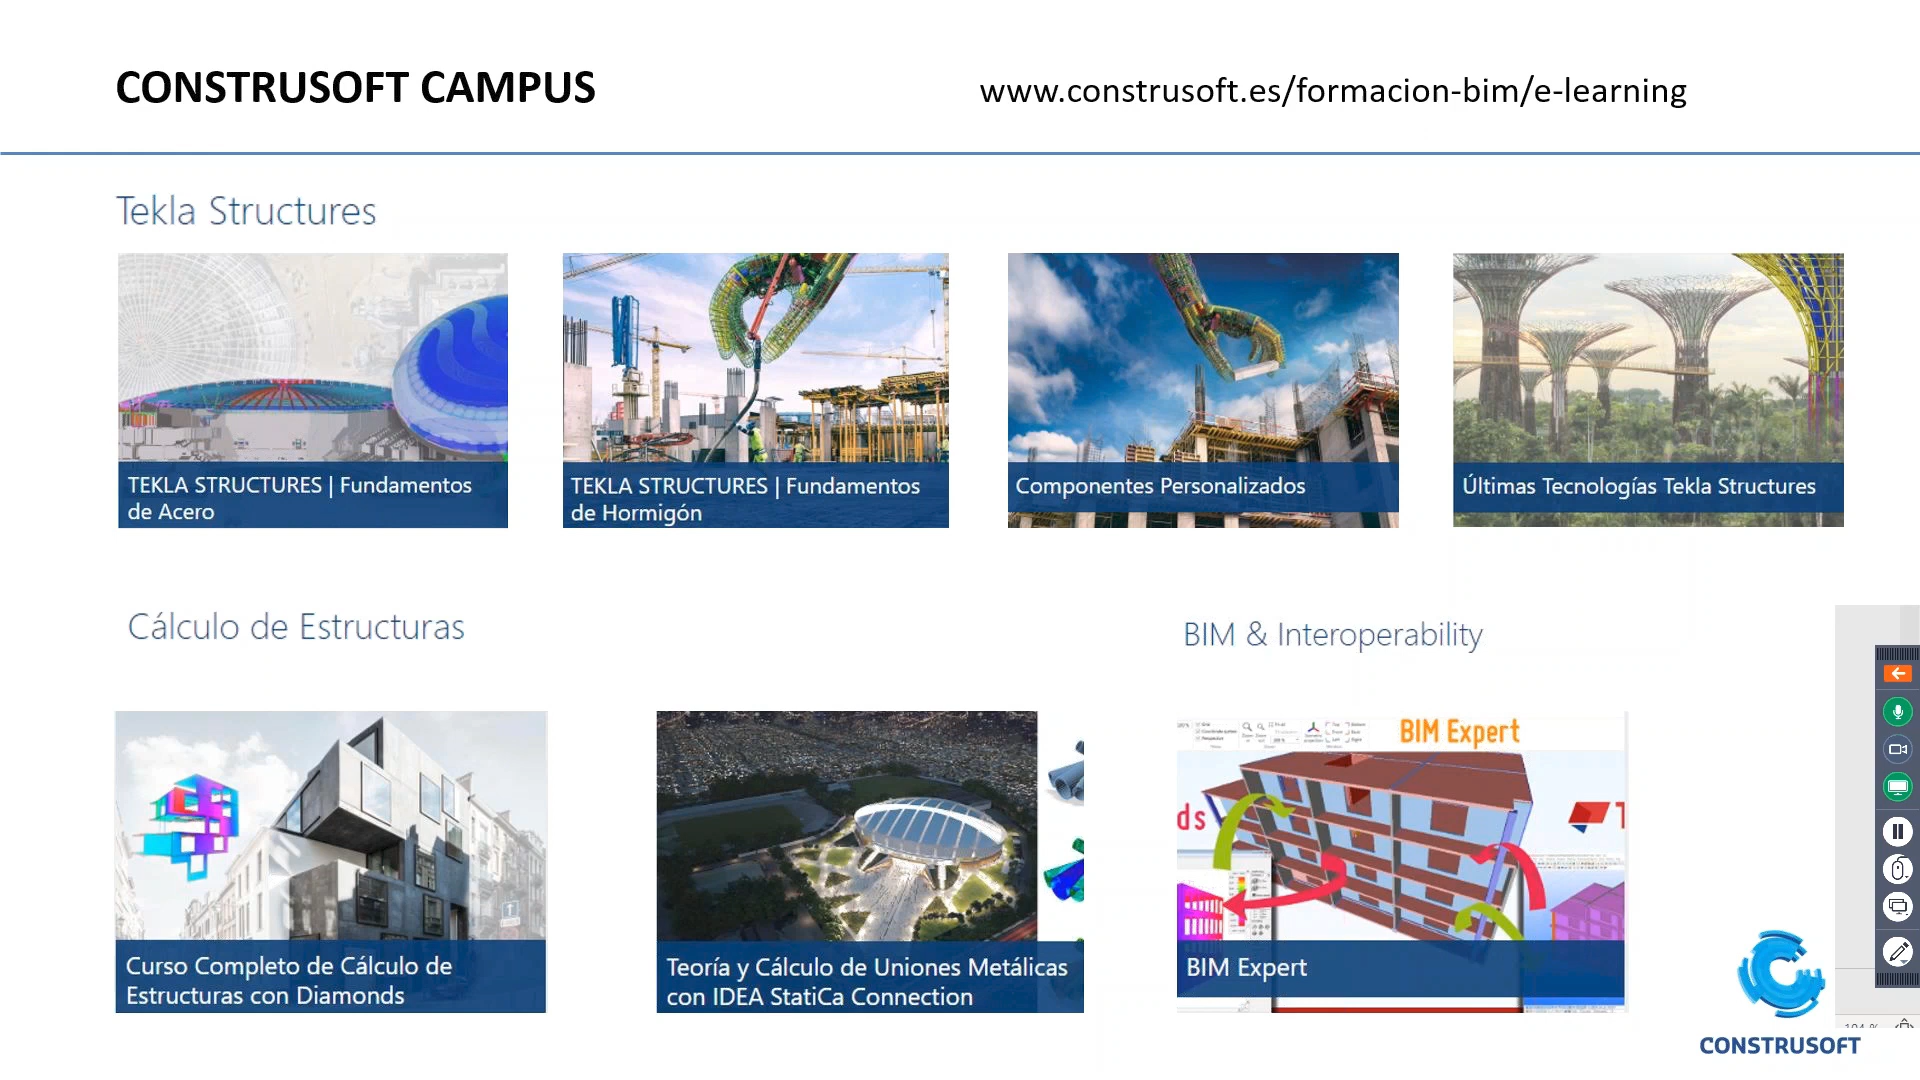 CONSTRUSOFT CAMPUS
www.construsoft.es/formacion-bim/e-learning
Tekla Structures
TEKLA STRUCTURES | Fundamentos
de Acero
TEKLA STRUCTURES | Fundamentos
de Hormigón
Componentes Personalizados
Últimas Tecnologías Tekla Structures
Cálculo de Estructuras
BIM & Interoperability
Curso Completo de Cálculo de
Estructuras con Diamonds
Teoría y Cálculo de Uniones Metálicas
con IDEA StatiCa Connection
BIM Expert
ds
BIM Expert
CONSTRUSOFT